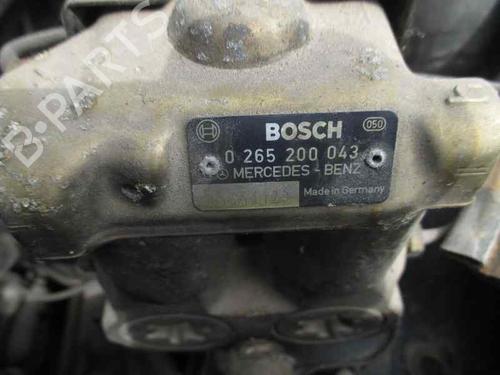 BOSCH
050
0 265 200 043
MERCEDES - BENZ
Made in Germany
B-PARTS